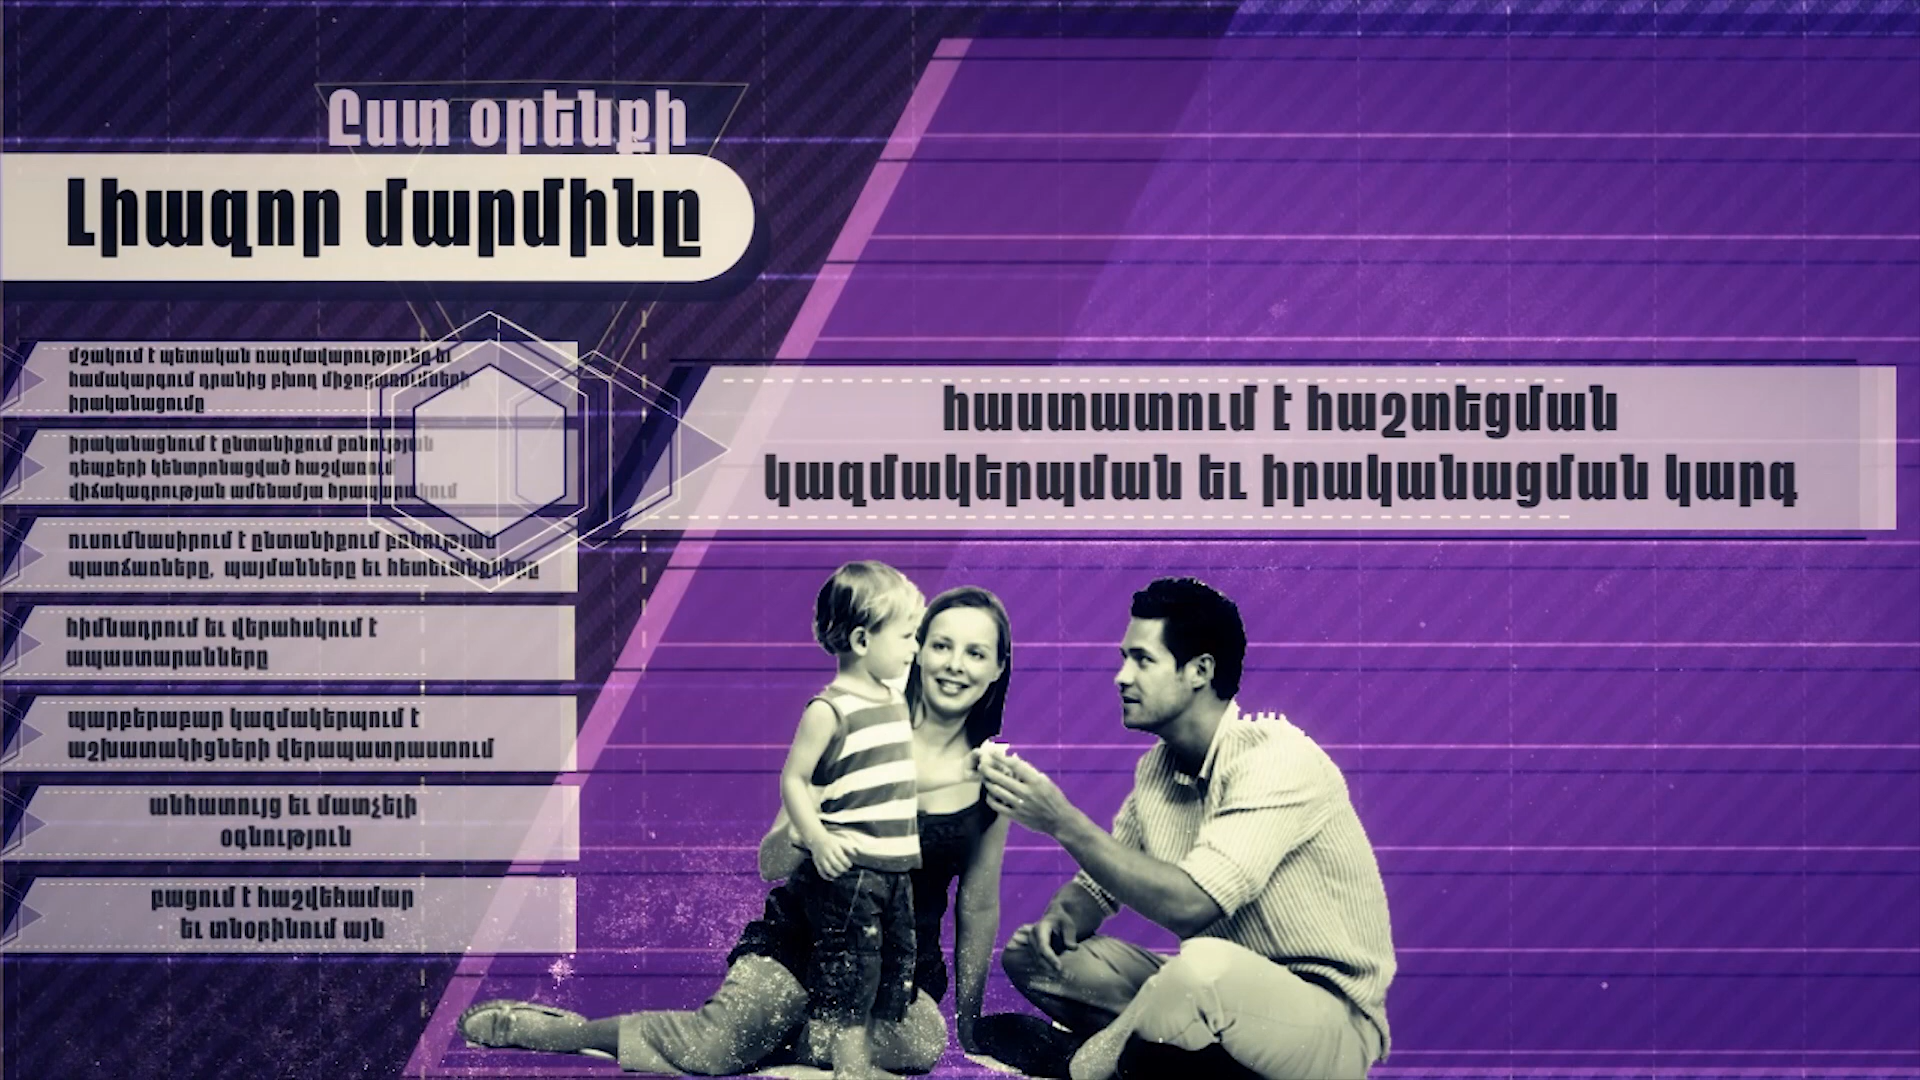 Ըստ օրենքի
Լիազոր մարմինը
մշակում է պետական ռազմավարությունը եւ
համակարգում դրանից բխող միջոցառումների
իրականացումը
իրականացնում է ընտանիքում բռնության
դեպքերի կենտրոնացված հաշվառում
վիճակագրության ամենամյա հրապարակում
ուսումնասիրում է ընտանիքում բռնության
պատճառները, պայմանները եւ հետեւանքները
հիմնադրում եւ վերահսկում է
ապաստարանները
պարբերաբար կազմակերպում է
աշխատակիցների վերապատրաստում
անհատույց եւ մատչելի
օգնություն
բացում է հաշվեհամար
եւ տնօրինում այն
հաստատում է հաշտեցման
կազմակերպման եւ իրականացման կարգ